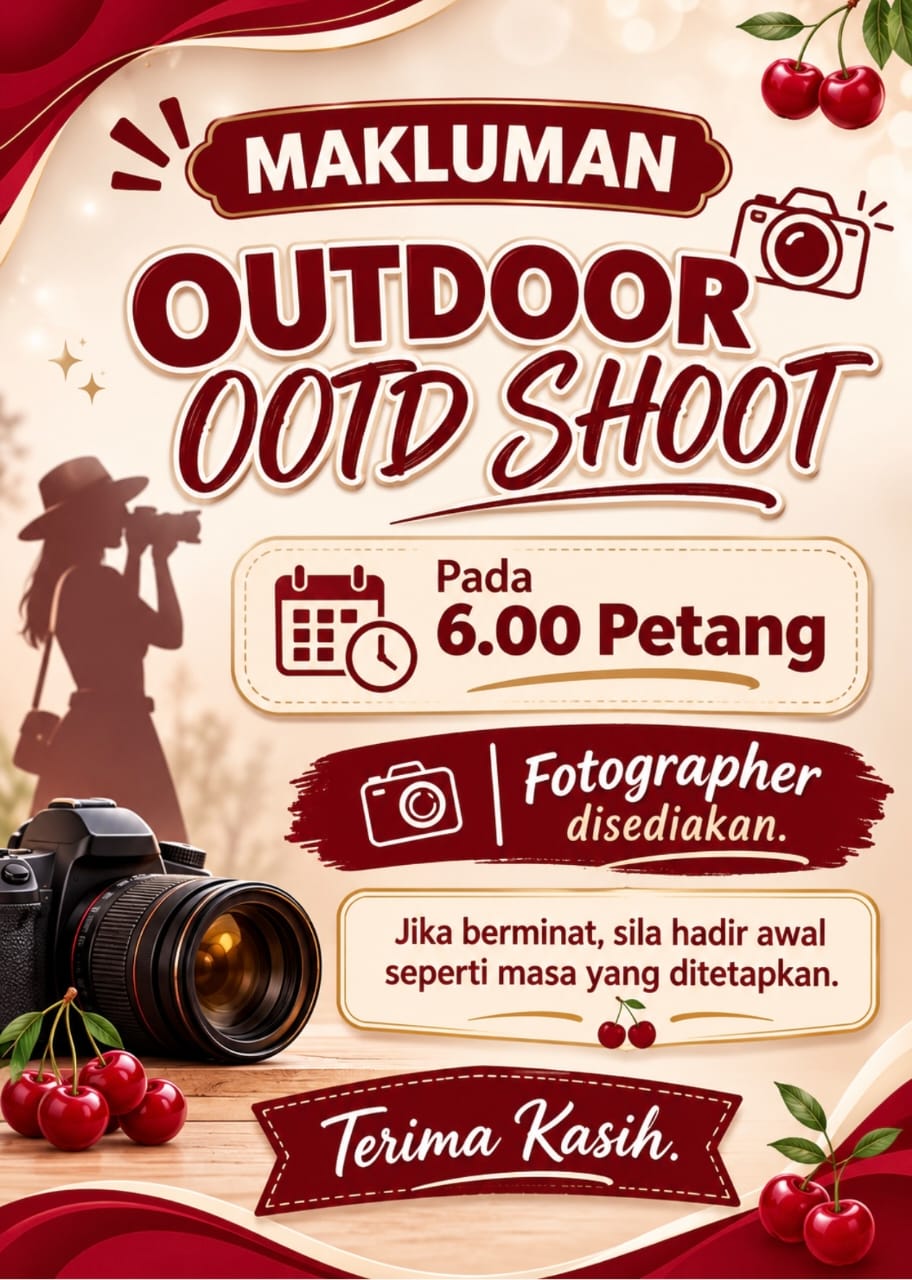 MAKLUMAN
OUTDOOR
OOTD SHOOT
Pada
6.00 Petang
Fotographer
disediakan.
Jika berminat, sila hadir awal
seperti masa yang ditetapkan.
Terima Kasih.